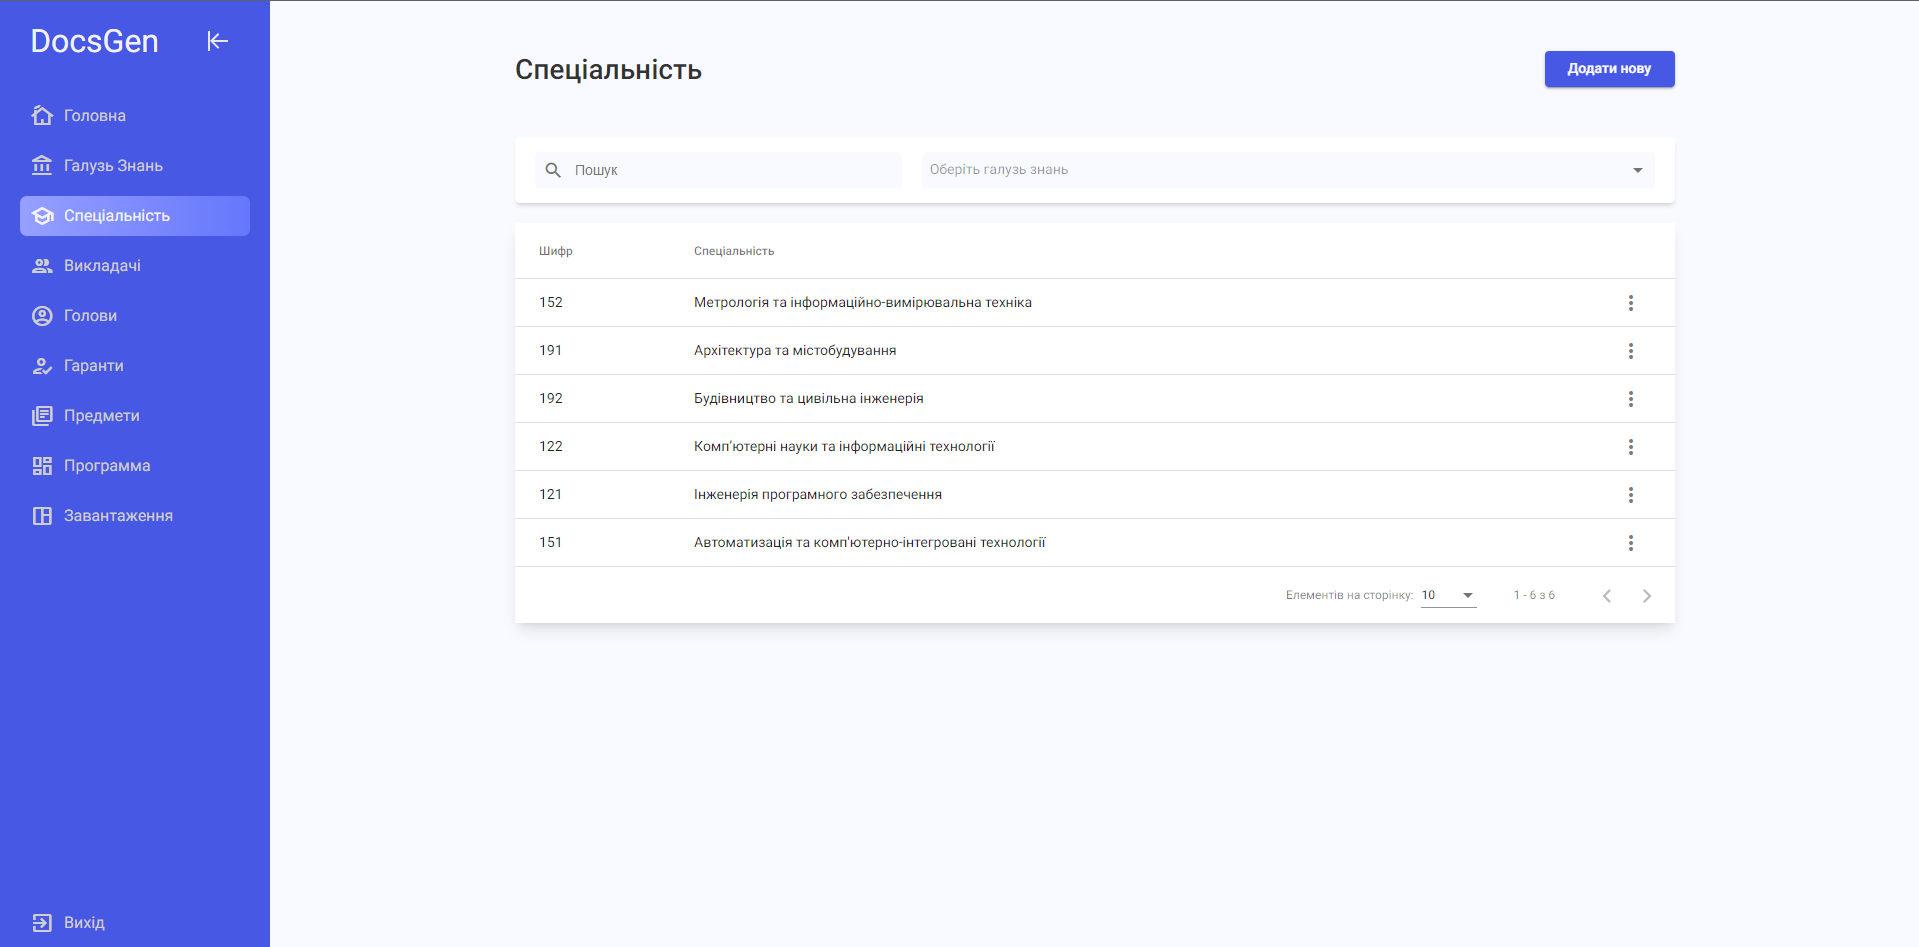 DocsGen
Головна
Галузь Знань
Спеціальність
Викладачі
Голови
Гаранти
Предмети
Программа
Завантаження
Вихід
Спеціальність
Додати нову
Пошук
Оберіть галузь знань
Шифр Спеціальність
152 Метрологія та інформаційно-вимірювальна техніка
191 Архітектура та містобудування
192 Будівництво та цивільна інженерія
122 Комп'ютерні науки та інформаційні технології
121 Інженерія програмного забезпечення
151 Автоматизація та комп'ютерно-інтегровані технології
Елементів на сторінку: 10 1 - 6 з 6